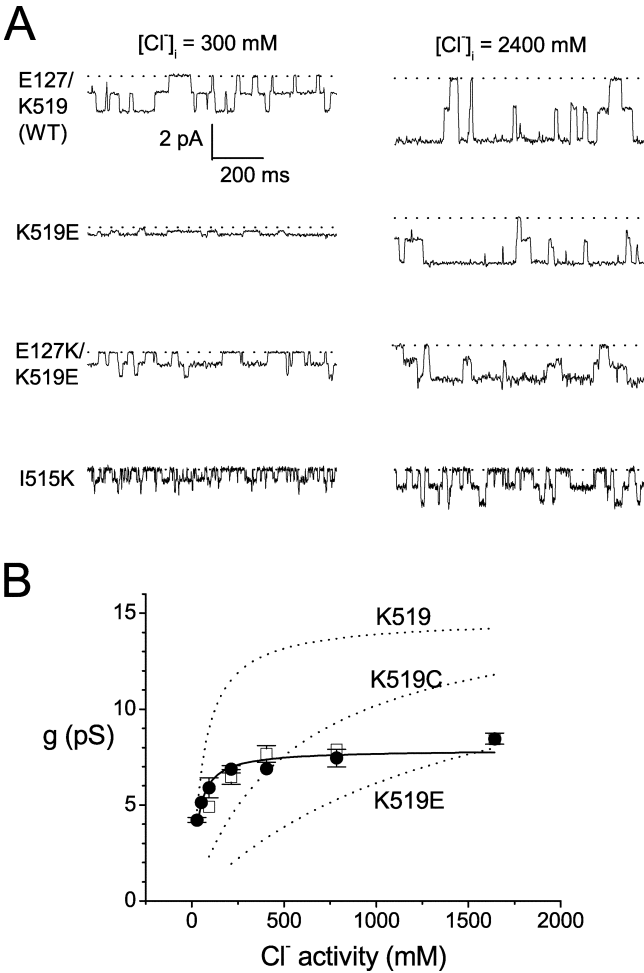 A
[Cl⁻]ᵢ = 300 mM
[Cl⁻]ᵢ = 2400 mM
E127/
K519
(WT)
2 pA
200 ms
K519E
E127K/
K519E
I515K
B
15
10
5
0
g (pS)
K519
K519C
K519E
0
500
1000
1500
2000
Cl⁻ activity (mM)